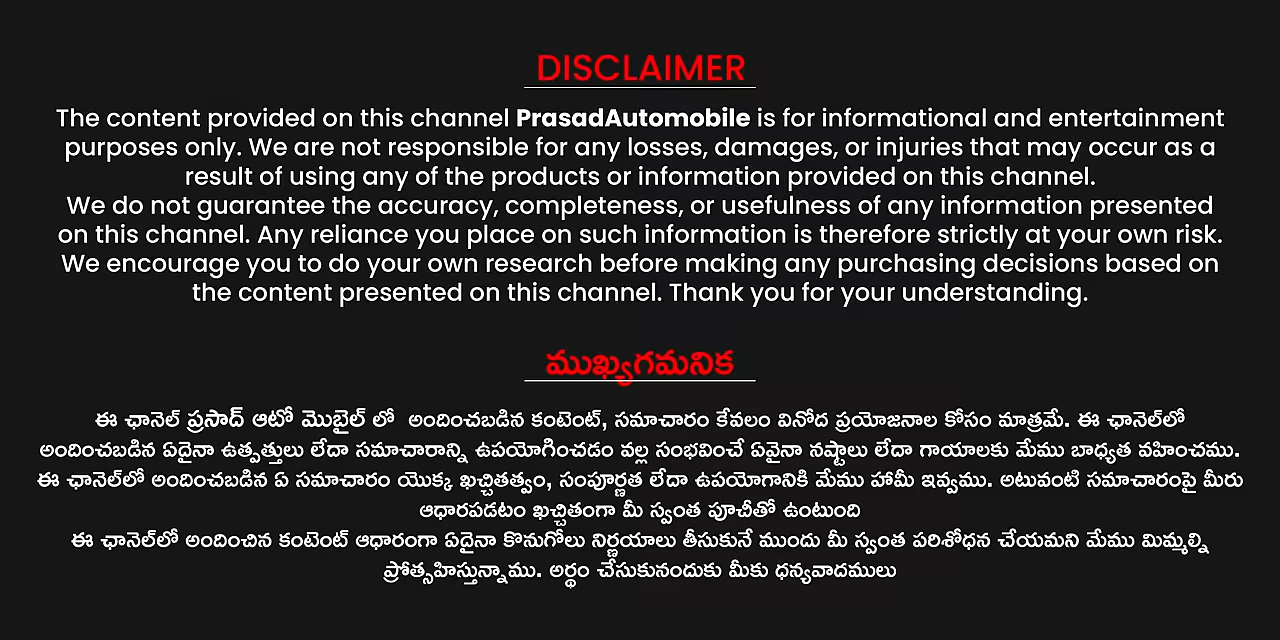 DISCLAIMER
The content provided on this channel PrasadAutomobile is for informational and entertainment
purposes only. We are not responsible for any losses, damages, or injuries that may occur as a
result of using any of the products or information provided on this channel.
We do not guarantee the accuracy, completeness, or usefulness of any information presented
on this channel. Any reliance you place on such information is therefore strictly at your own risk.
We encourage you to do your own research before making any purchasing decisions based on
the content presented on this channel. Thank you for your understanding.
ముఖ్యగమనిక
ఈ ఛానెల్ ప్రసాద్ ఆటో మొబైల్ లో అందించబడిన కంటెంట్, సమాచారం కేవలం వినోద ప్రయోజనాల కోసం మాత్రమే. ఈ ఛానెల్‌లో
అందించబడిన ఏదైనా ఉత్పత్తులు లేదా సమాచారాన్ని ఉపయోగించడం వల్ల సంభవించే ఏవైనా నష్టాలు లేదా గాయాలకు మేము బాధ్యత వహించము.
ఈ ఛానెల్‌లో అందించబడిన ఏ సమాచారం యొక్క ఖచ్చితత్వం, సంపూర్ణత లేదా ఉపయోగానికి మేము హామీ ఇవ్వము. అటువంటి సమాచారంపై మీరు
ఆధారపడటం ఖచ్చితంగా మీ స్వంత పూచీతో ఉంటుంది
ఈ ఛానెల్‌లో అందించిన కంటెంట్ ఆధారంగా ఏదైనా కొనుగోలు నిర్ణయాలు తీసుకునే ముందు మీ స్వంత పరిశోధన చేయమని మేము మిమ్మల్ని
ప్రోత్సహిస్తున్నాము. అర్థం చేసుకునందుకు మీకు ధన్యవాదములు